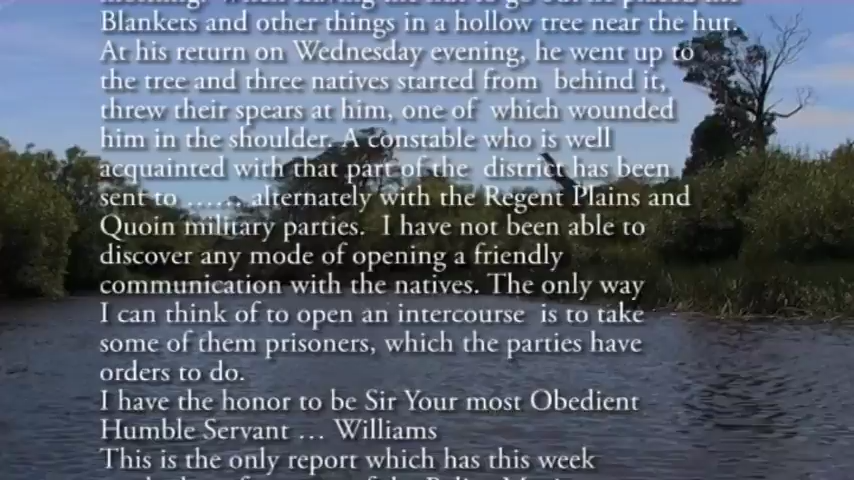 Blankets and other things in a hollow tree near the hut.
At his return on Wednesday evening, he went up to
the tree and three natives started from behind it,
threw their spears at him, one of which wounded
him in the shoulder. A constable who is well
acquainted with that part of the district has been
sent to …… alternately with the Regent Plains and
Quoin military parties. I have not been able to
discover any mode of opening a friendly
communication with the natives. The only way
I can think of to open an intercourse is to take
some of them prisoners, which the parties have
orders to do.
I have the honor to be Sir Your most Obedient
Humble Servant … Williams
This is the only report which has this week